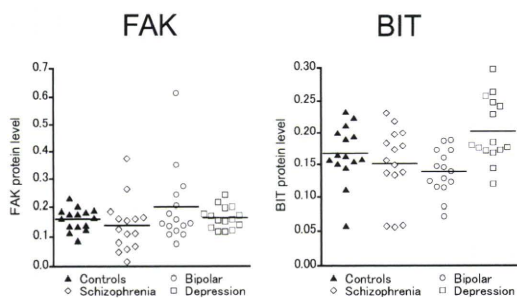 FAK
BIT
FAK protein level
0.7
0.6
0.5
0.4
0.3
0.2
0.1
0.0
▲ Controls ○ Bipolar
◇ Schizophrenia □ Depression
BIT protein level
0.30
0.25
0.20
0.15
0.10
0.05
0.00
▲ Controls ○ Bipolar
◇ Schizophrenia □ Depression